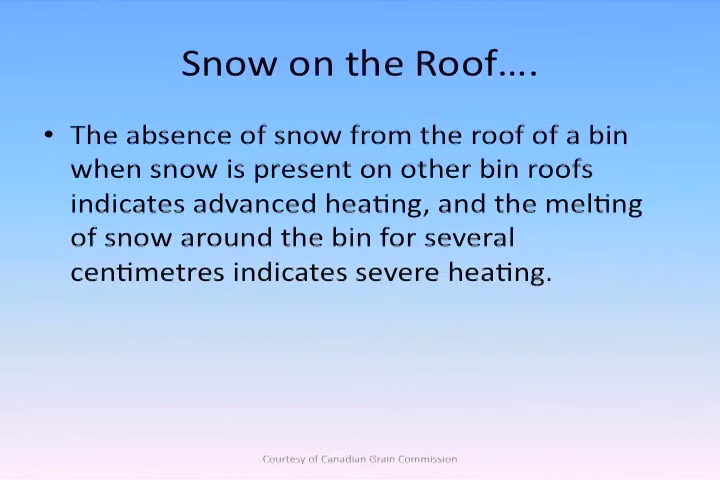 Snow on the Roof....
• The absence of snow from the roof of a bin
when snow is present on other bin roofs
indicates advanced heating, and the melting
of snow around the bin for several
centimetres indicates severe heating.
Courtesy of Canadian Grain Commission